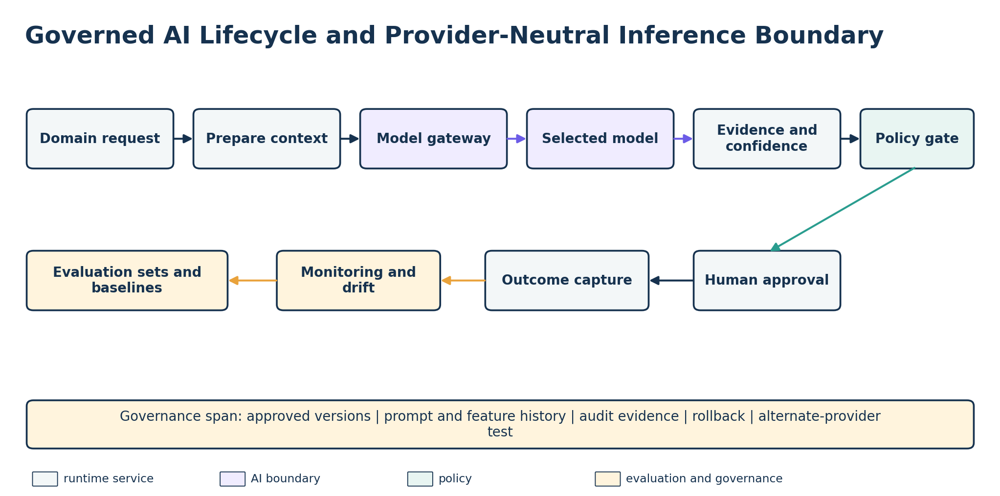 Governed AI Lifecycle and Provider-Neutral Inference Boundary
Domain request
Prepare context
Model gateway
Selected model
Evidence and
confidence
Policy gate
Evaluation sets and
baselines
Monitoring and
drift
Outcome capture
Human approval
Governance span: approved versions | prompt and feature history | audit evidence | rollback | alternate-provider
test
runtime service
AI boundary
policy
evaluation and governance